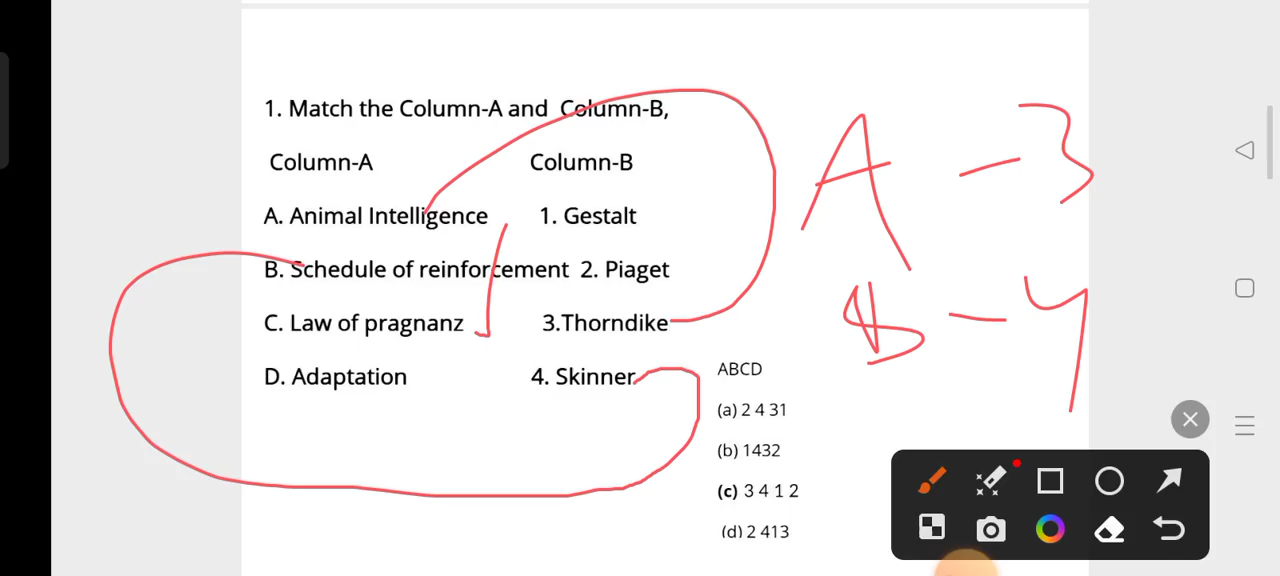 1. Match the Column-A and Column-B,
Column-A Column-B
A. Animal Intelligence 1. Gestalt
B. Schedule of reinforcement 2. Piaget
C. Law of pragnanz 3.Thorndike
D. Adaptation 4. Skinner
ABCD
(a) 2 4 31
(b) 1432
(c) 3 4 1 2
(d) 2 413
A - 3
B - 4